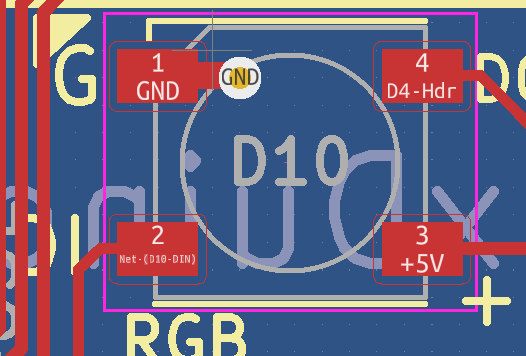 G
1
GND
GND
4
D4-Hdr
D10
2
Net-(D10-DIN)
3
+5V
+
RGB